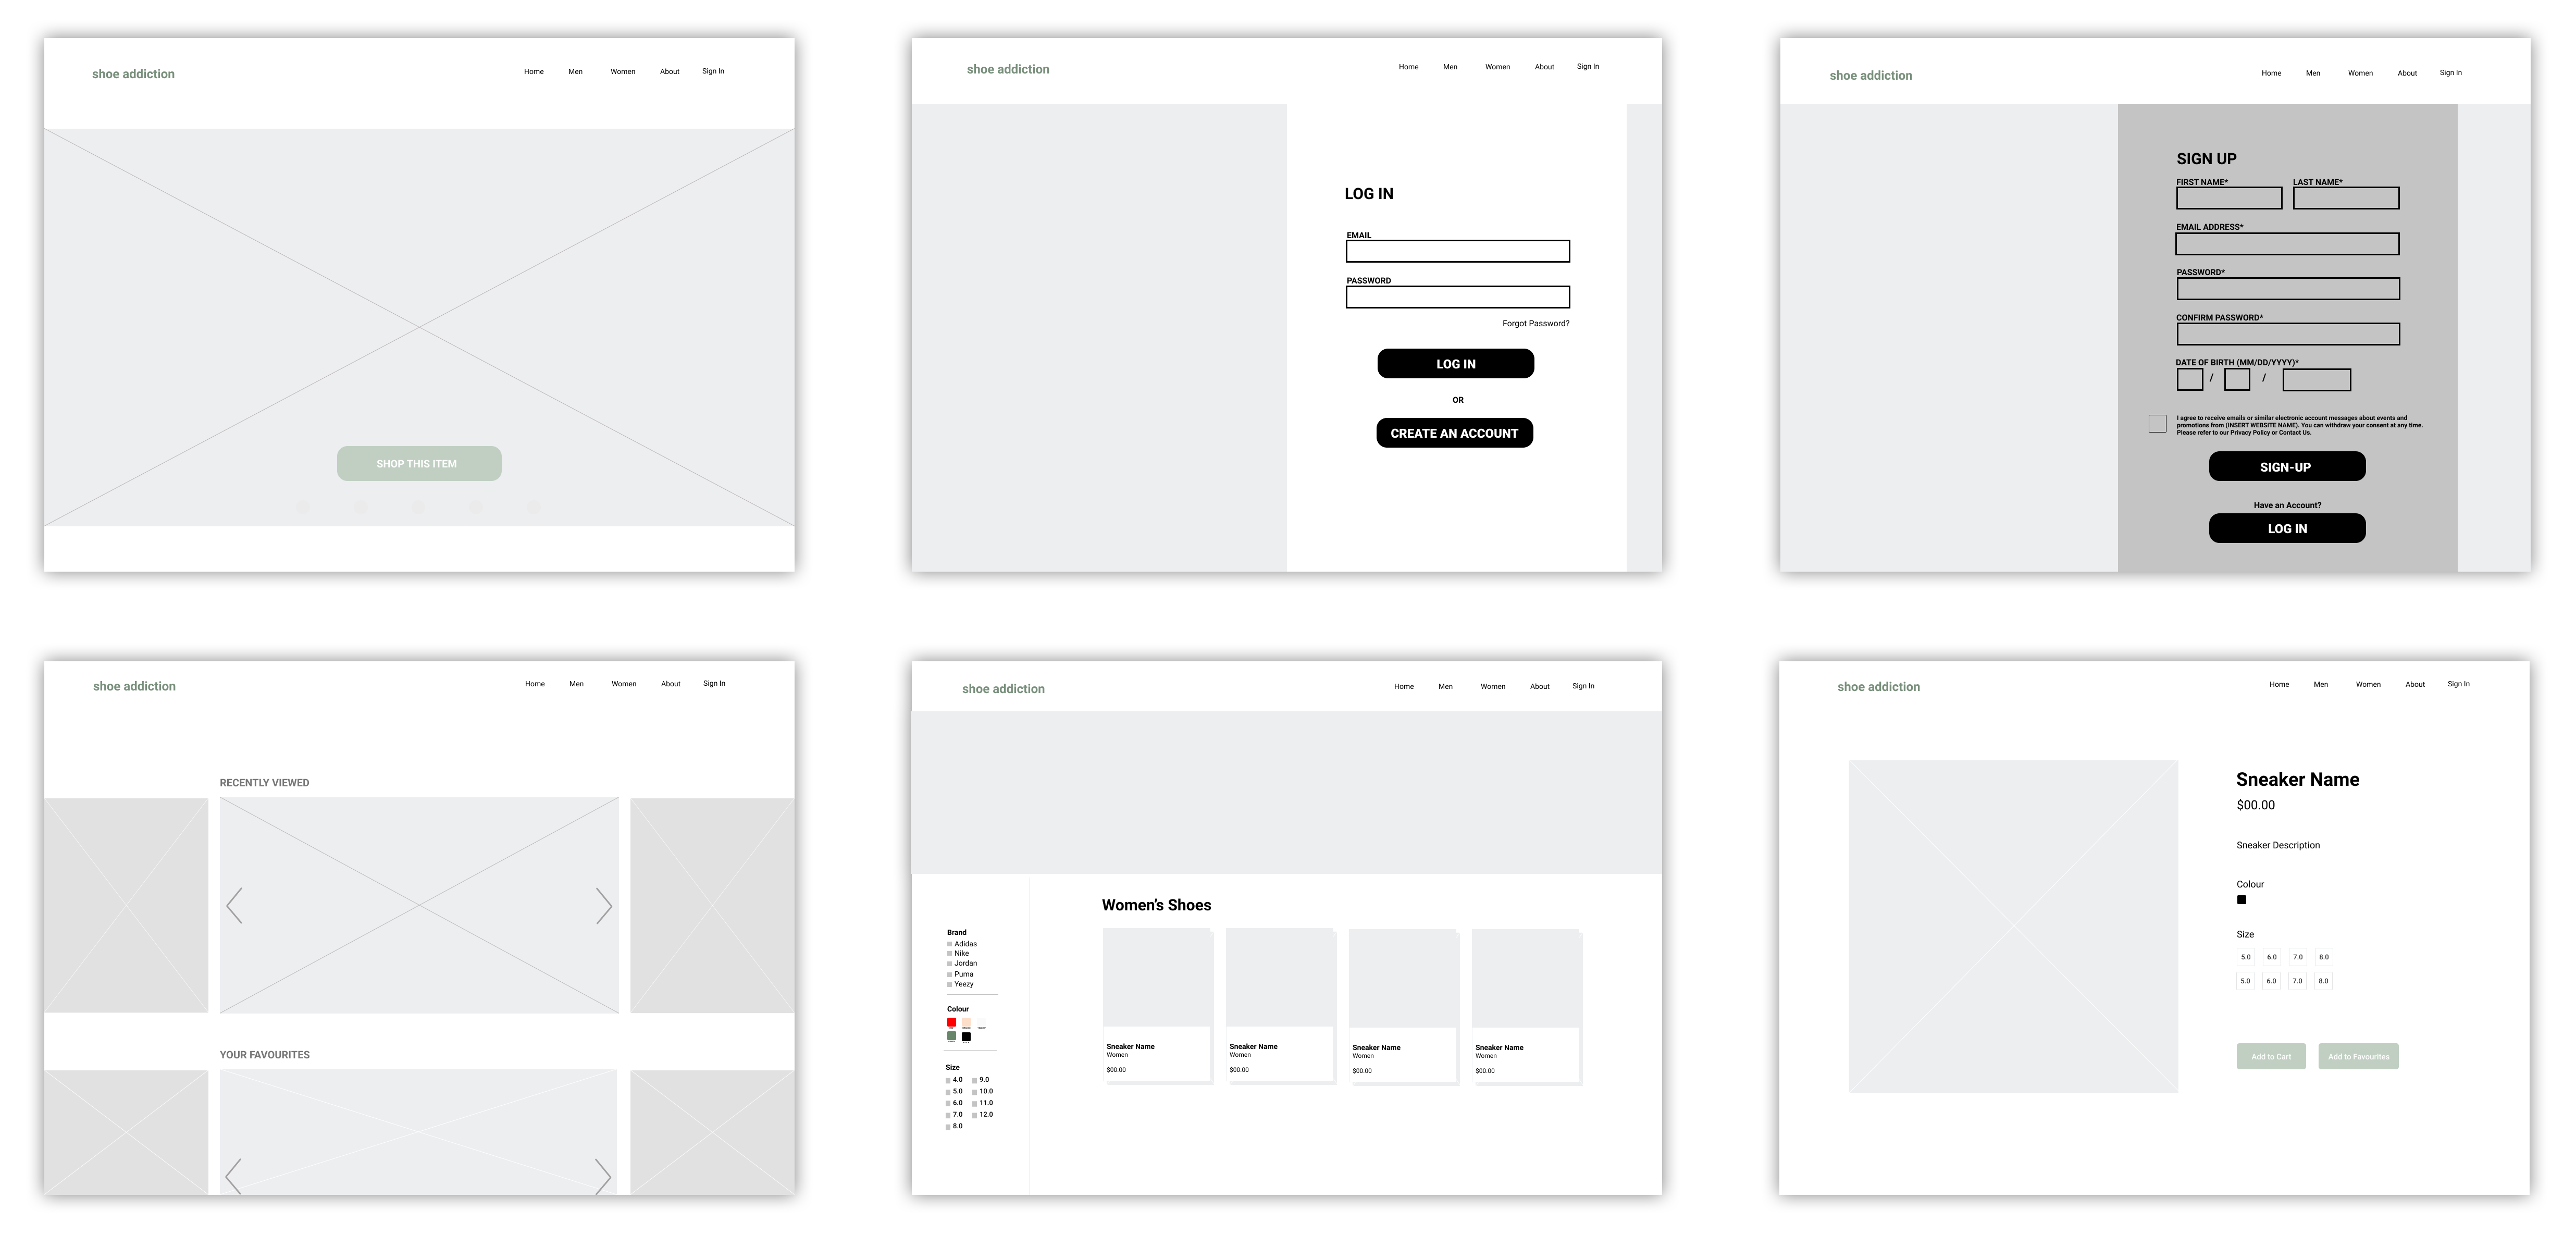 shoe addiction
Home Men Women About Sign In
SHOP THIS ITEM
shoe addiction
Home Men Women About Sign In
LOG IN
EMAIL
PASSWORD
Forgot Password?
LOG IN
OR
CREATE AN ACCOUNT
shoe addiction
Home Men Women About Sign In
SIGN UP
FIRST NAME* LAST NAME*
EMAIL ADDRESS*
PASSWORD*
CONFIRM PASSWORD*
DATE OF BIRTH (MM/DD/YYYY)*
/ /
I agree to receive emails or similar electronic account messages about events and
promotions from (INSERT WEBSITE NAME). You can withdraw your consent at any time.
Please refer to our Privacy Policy or Contact Us.
SIGN-UP
Have an Account?
LOG IN
shoe addiction
Home Men Women About Sign In
RECENTLY VIEWED
YOUR FAVOURITES
shoe addiction
Home Men Women About Sign In
Brand
Adidas
Nike
Jordan
Puma
Yeezy
Colour
Size
4.0 9.0
5.0 10.0
6.0 11.0
7.0 12.0
8.0
Women's Shoes
Sneaker Name
Women
$00.00
Sneaker Name
Women
$00.00
Sneaker Name
Women
$00.00
Sneaker Name
Women
$00.00
shoe addiction
Home Men Women About Sign In
Sneaker Name
$00.00
Sneaker Description
Colour
Size
5.0 6.0 7.0 8.0
5.0 6.0 7.0 8.0
Add to Cart Add to Favourites